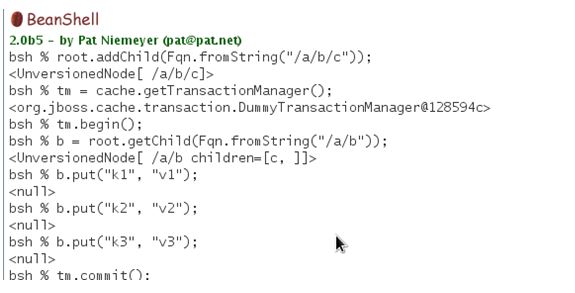 BeanShell
2.0b5 - by Pat Niemeyer (pat@pat.net)
bsh % root.addChild(Fqn.fromString("/a/b/c"));
<UnversionedNode[ /a/b/c]>
bsh % tm = cache.getTransactionManager();
<org.jboss.cache.transaction.DummyTransactionManager@128594c>
bsh % tm.begin();
bsh % b = root.getChild(Fqn.fromString("/a/b"));
<UnversionedNode[ /a/b children=[c, ]]>
bsh % b.put("k1", "v1");
<null>
bsh % b.put("k2", "v2");
<null>
bsh % b.put("k3", "v3");
<null>
bsh % tm.commit();